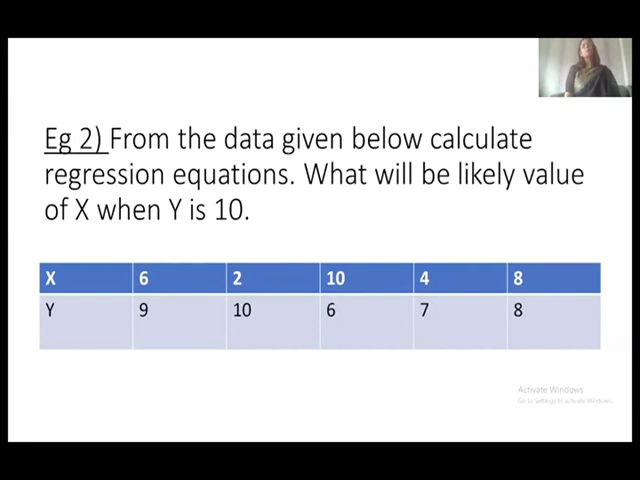 Eg 2) From the data given below calculate
regression equations. What will be likely value
of X when Y is 10.
X 6 2 10 4 8
Y 9 10 6 7 8
Activate Windows
Go to Settings to activate Windows.